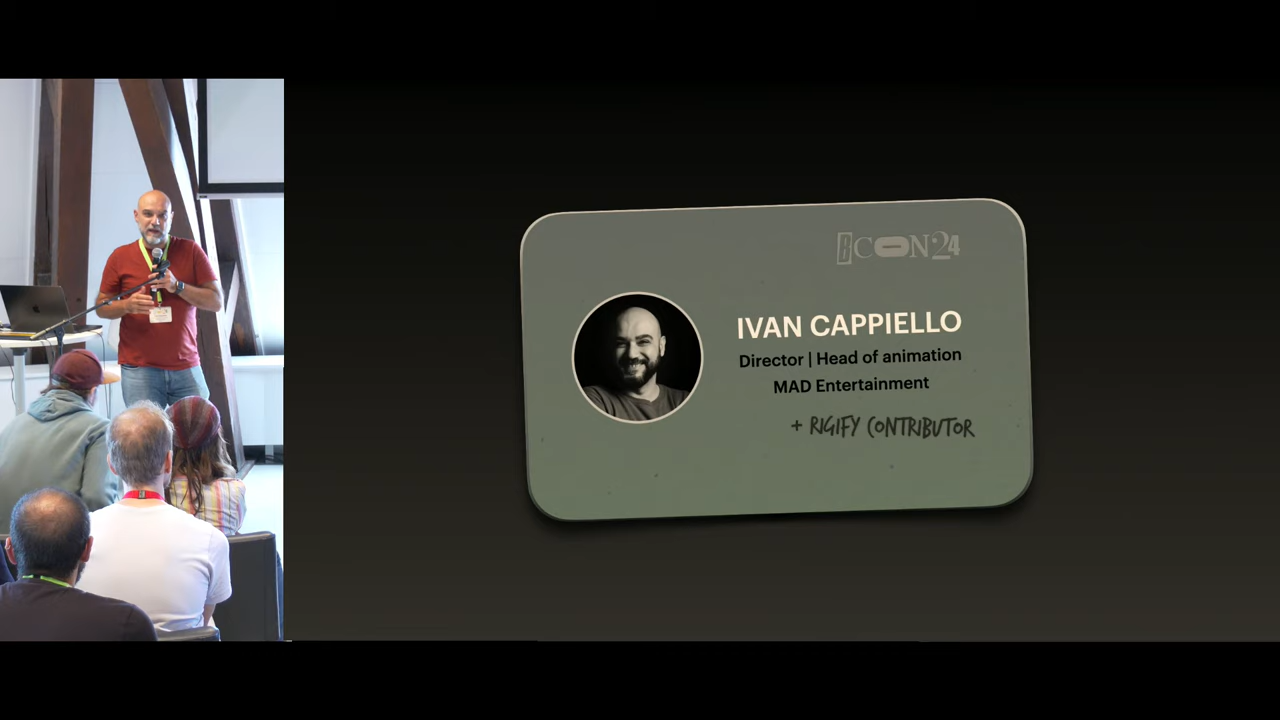 BCON24
IVAN CAPPIELLO
Director | Head of animation
MAD Entertainment
+ RIGIFY CONTRIBUTOR